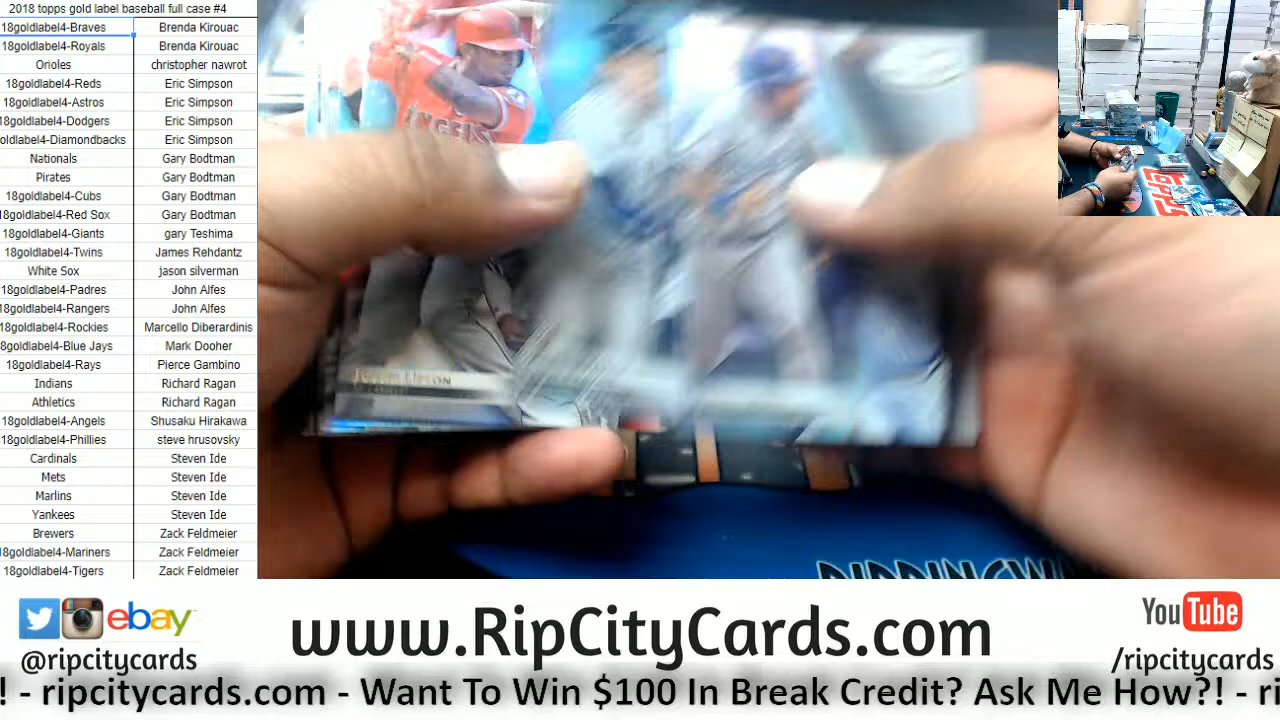 2018 topps gold label baseball full case #4
18goldlabel4-Braves Brenda Kirouac
18goldlabel4-Royals Brenda Kirouac
Orioles christopher nawrot
18goldlabel4-Reds Eric Simpson
18goldlabel4-Astros Eric Simpson
18goldlabel4-Dodgers Eric Simpson
oldlabel4-Diamondbacks Eric Simpson
Nationals Gary Bodtman
Pirates Gary Bodtman
18goldlabel4-Cubs Gary Bodtman
8goldlabel4-Red Sox Gary Bodtman
18goldlabel4-Giants gary Teshima
18goldlabel4-Twins James Rehdantz
White Sox jason silverman
18goldlabel4-Padres John Alfes
18goldlabel4-Rangers John Alfes
18goldlabel4-Rockies Marcello Diberardinis
8goldlabel4-Blue Jays Mark Dooher
18goldlabel4-Rays Pierce Gambino
Indians Richard Ragan
Athletics Richard Ragan
18goldlabel4-Angels Shusaku Hirakawa
18goldlabel4-Phillies steve hrusovsky
Cardinals Steven Ide
Mets Steven Ide
Marlins Steven Ide
Yankees Steven Ide
Brewers Zack Feldmeier
8goldlabel4-Mariners Zack Feldmeier
18goldlabel4-Tigers Zack Feldmeier
ANGELS
UPTON
ebay
@ripcitycards
www.RipCityCards.com
YouTube
/ripcitycards
! - ripcitycards.com - Want To Win $100 In Break Credit? Ask Me How?! - ri